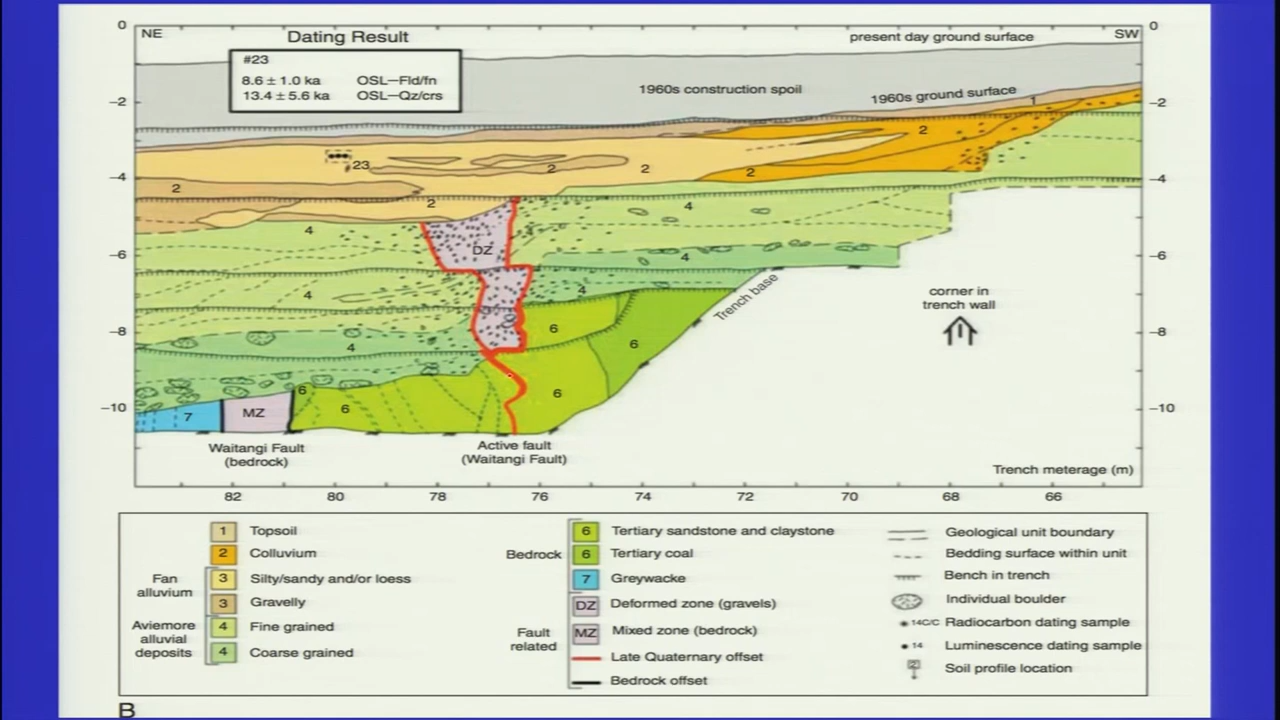 0
NE
Dating Result
present day ground surface
SW
0
#23
8.6 ± 1.0 ka OSL—Fld/fn
13.4 ± 5.6 ka OSL—Qz/crs
1960s construction spoil
1960s ground surface
1
–2
–2
2
23
2
2
2
2
–4
–4
2
4
4
DZ
–6
4
–6
4
4
Trench base
corner in
trench wall
–8
6
–8
4
6
6
6
6
–10
7
MZ
–10
Waitangi Fault
(bedrock)
Active fault
(Waitangi Fault)
Trench meterage (m)
82 80 78 76 74 72 70 68 66
1 Topsoil
2 Colluvium
Fan
alluvium
3 Silty/sandy and/or loess
3 Gravelly
Aviemore
alluvial
deposits
4 Fine grained
4 Coarse grained
Bedrock
6 Tertiary sandstone and claystone
6 Tertiary coal
7 Greywacke
Fault
related
DZ Deformed zone (gravels)
MZ Mixed zone (bedrock)
Late Quaternary offset
Bedrock offset
Geological unit boundary
Bedding surface within unit
Bench in trench
Individual boulder
14C/C Radiocarbon dating sample
14 Luminescence dating sample
2 Soil profile location
B